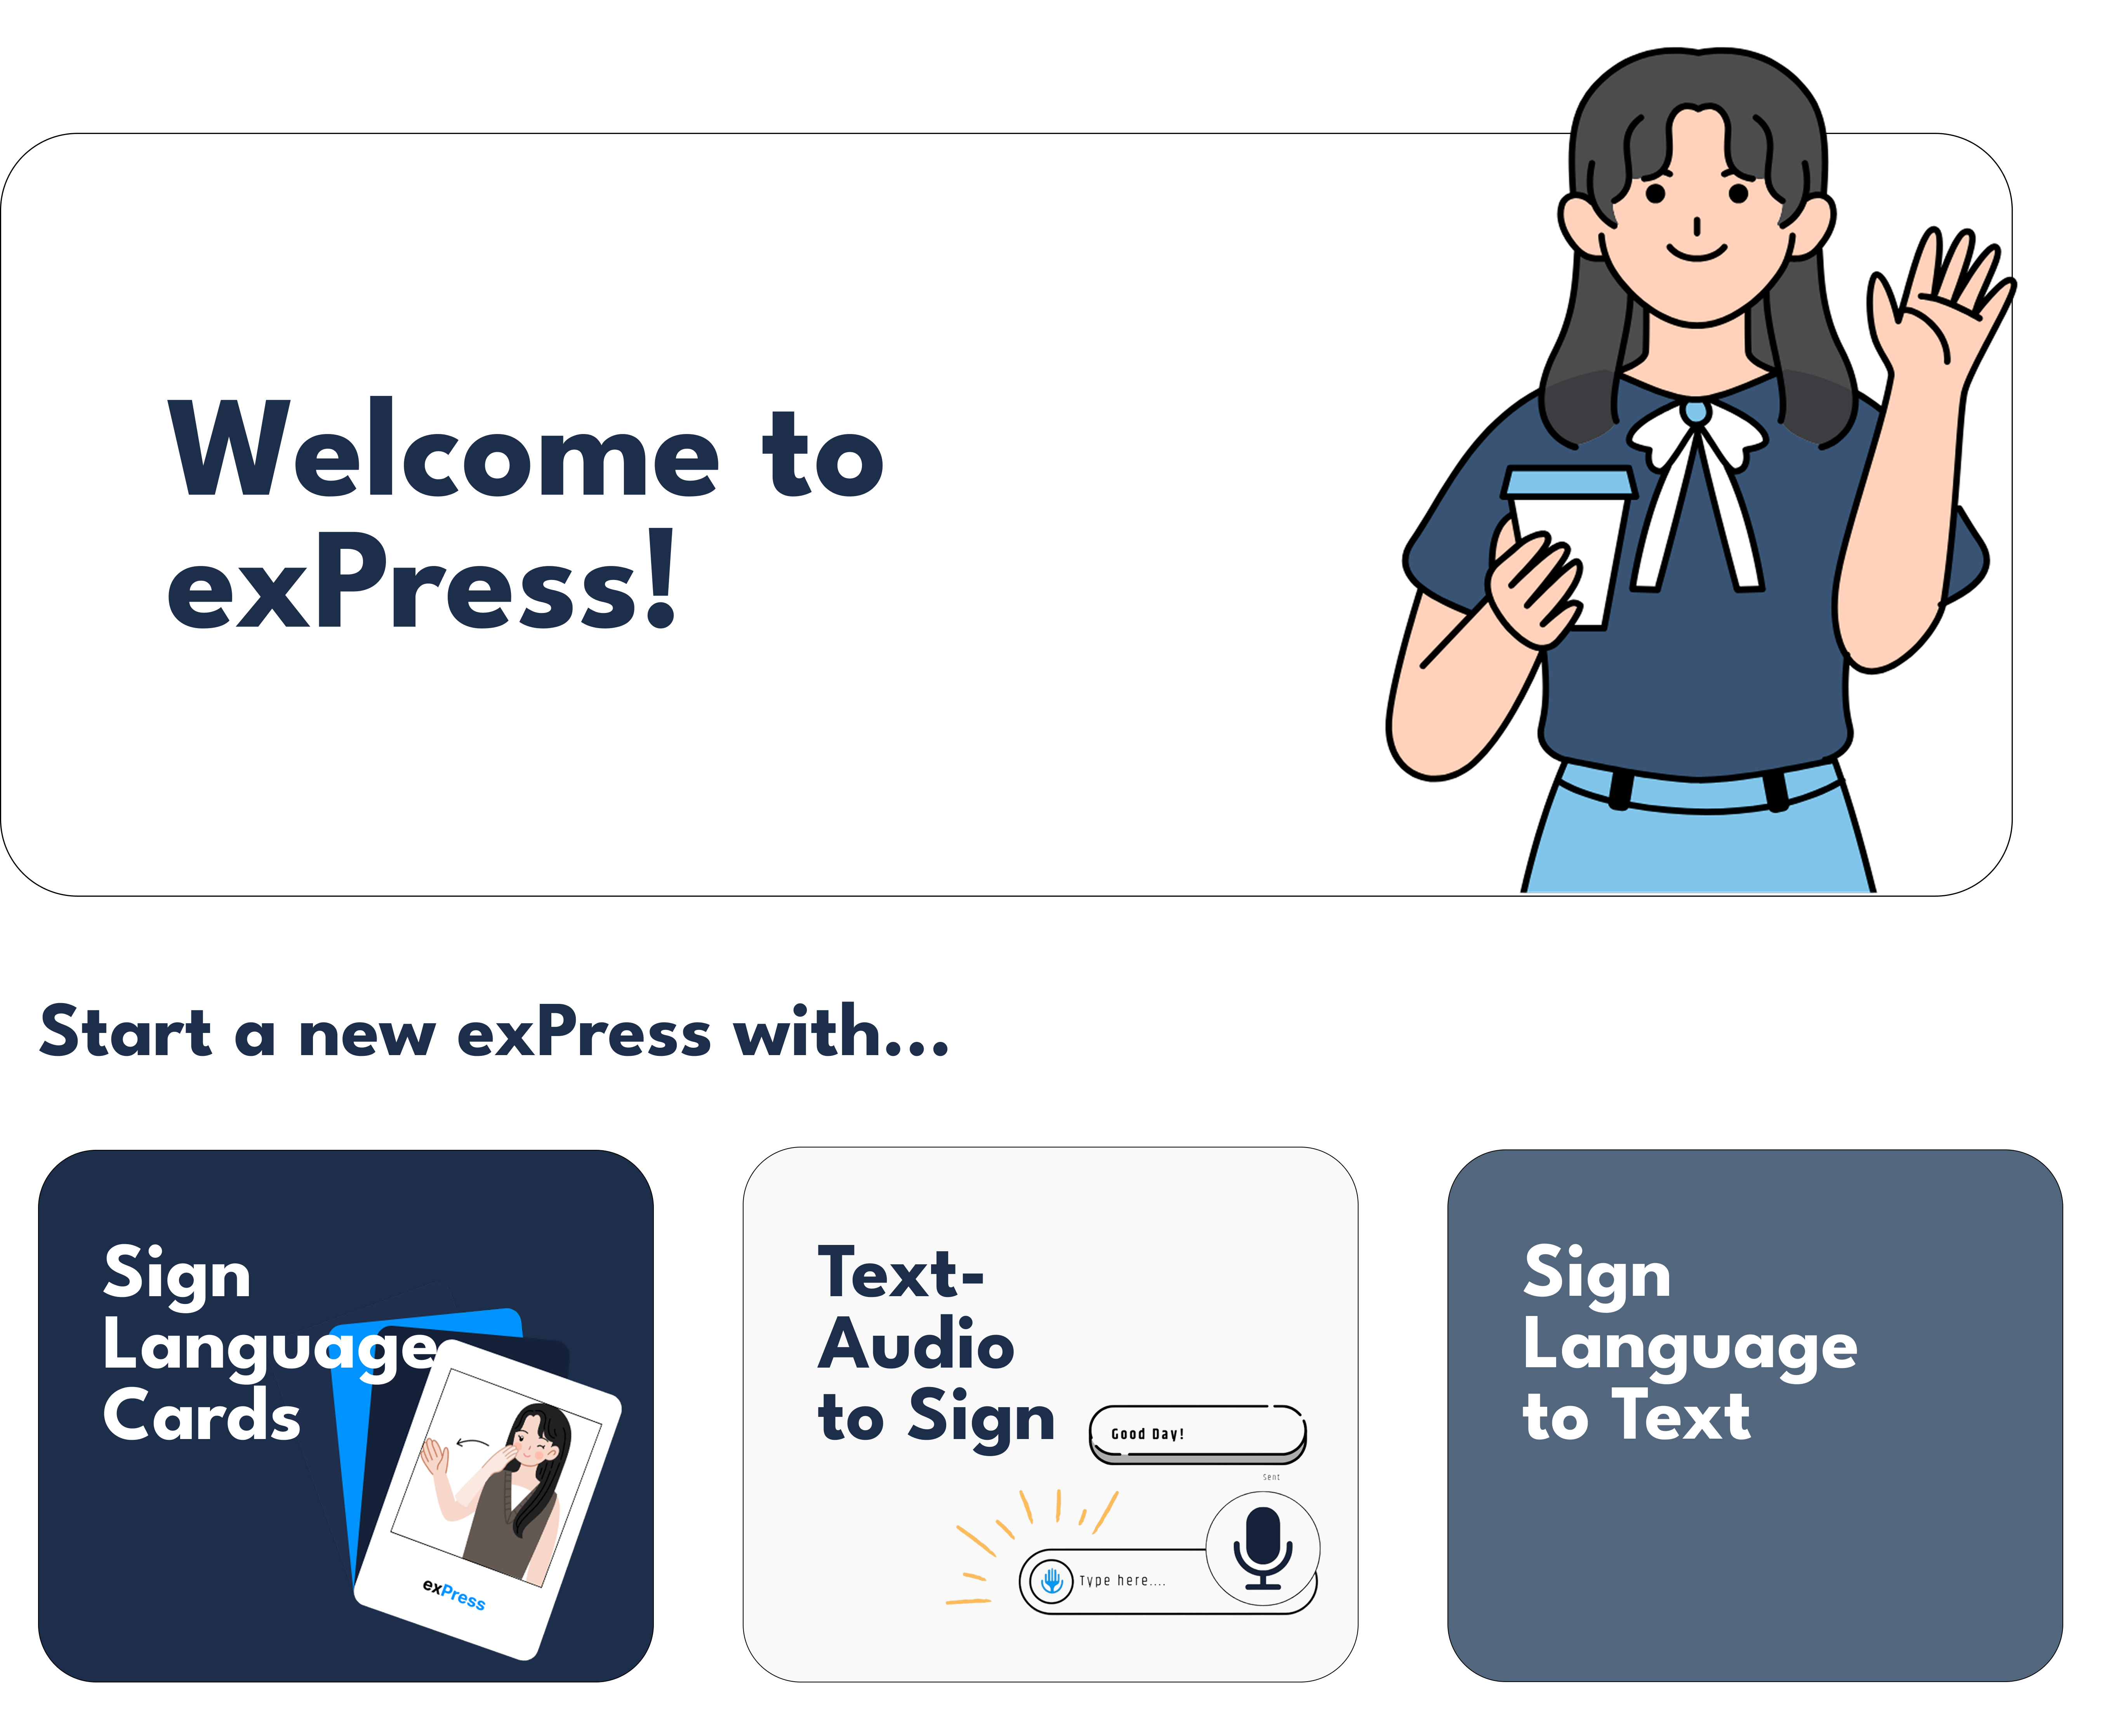 Welcome to
exPress!
Start a new exPress with...
Sign
Language
Cards
exPress
Text-
Audio
to Sign
Good Day!
Sent
Type here....
Sign
Language
to Text